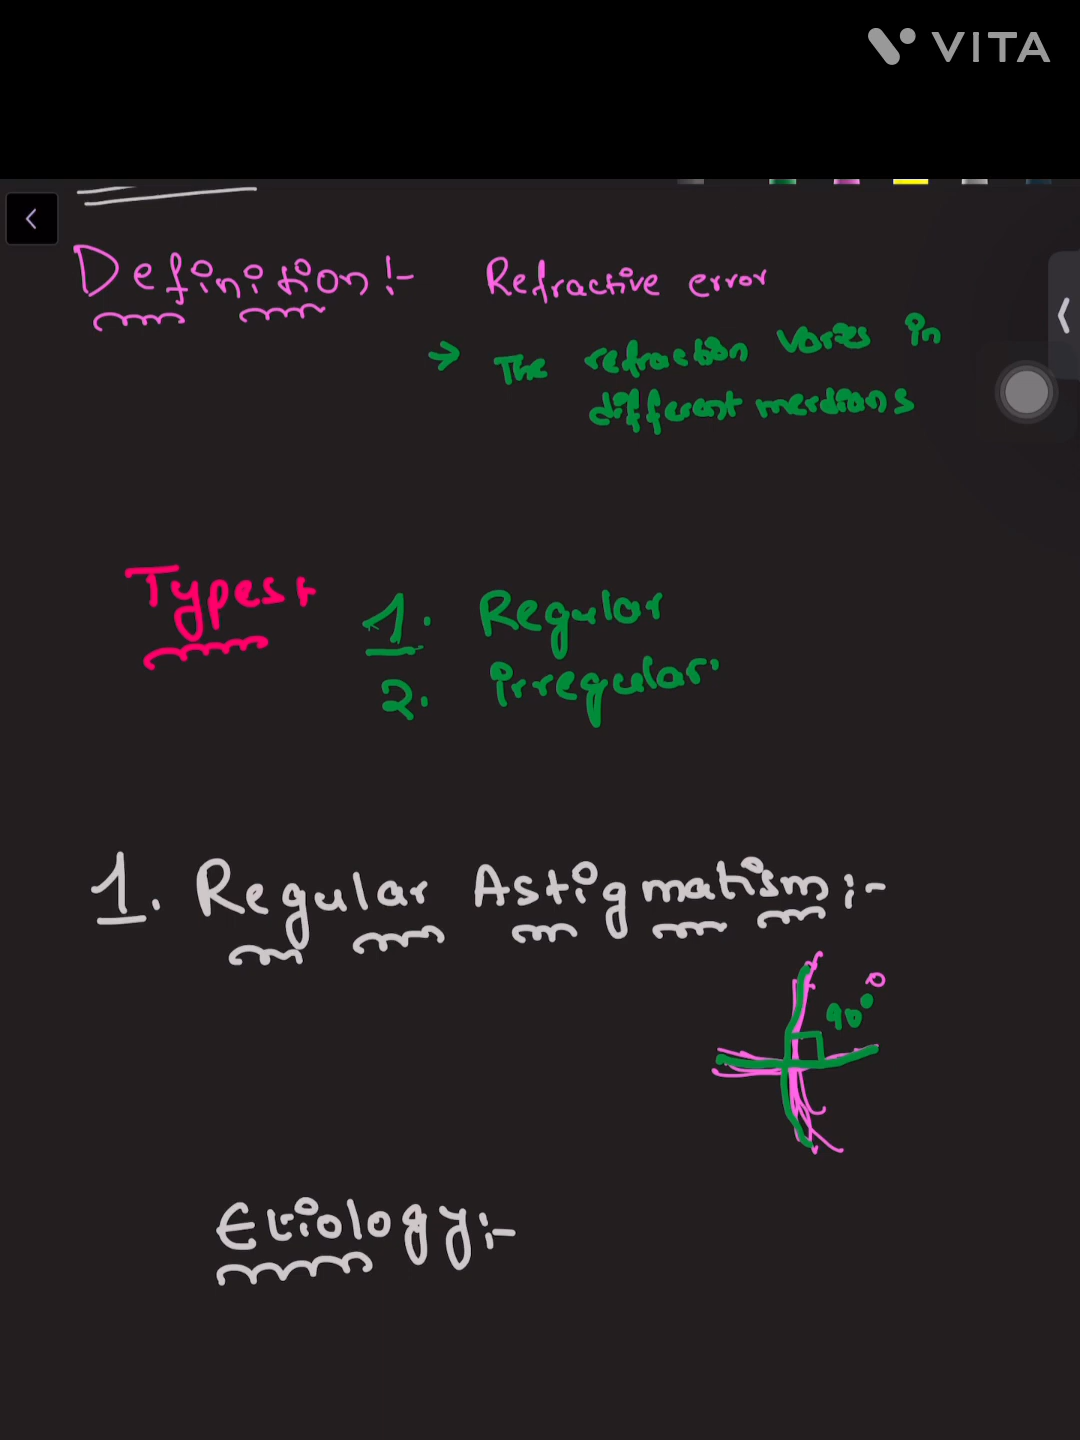 VITA
Definition:- Refractive error
→ The refraction varies in
different merdians
Types:
1. Regular
2. irregular
1. Regular Astigmatism:-
90°
Etiology:-